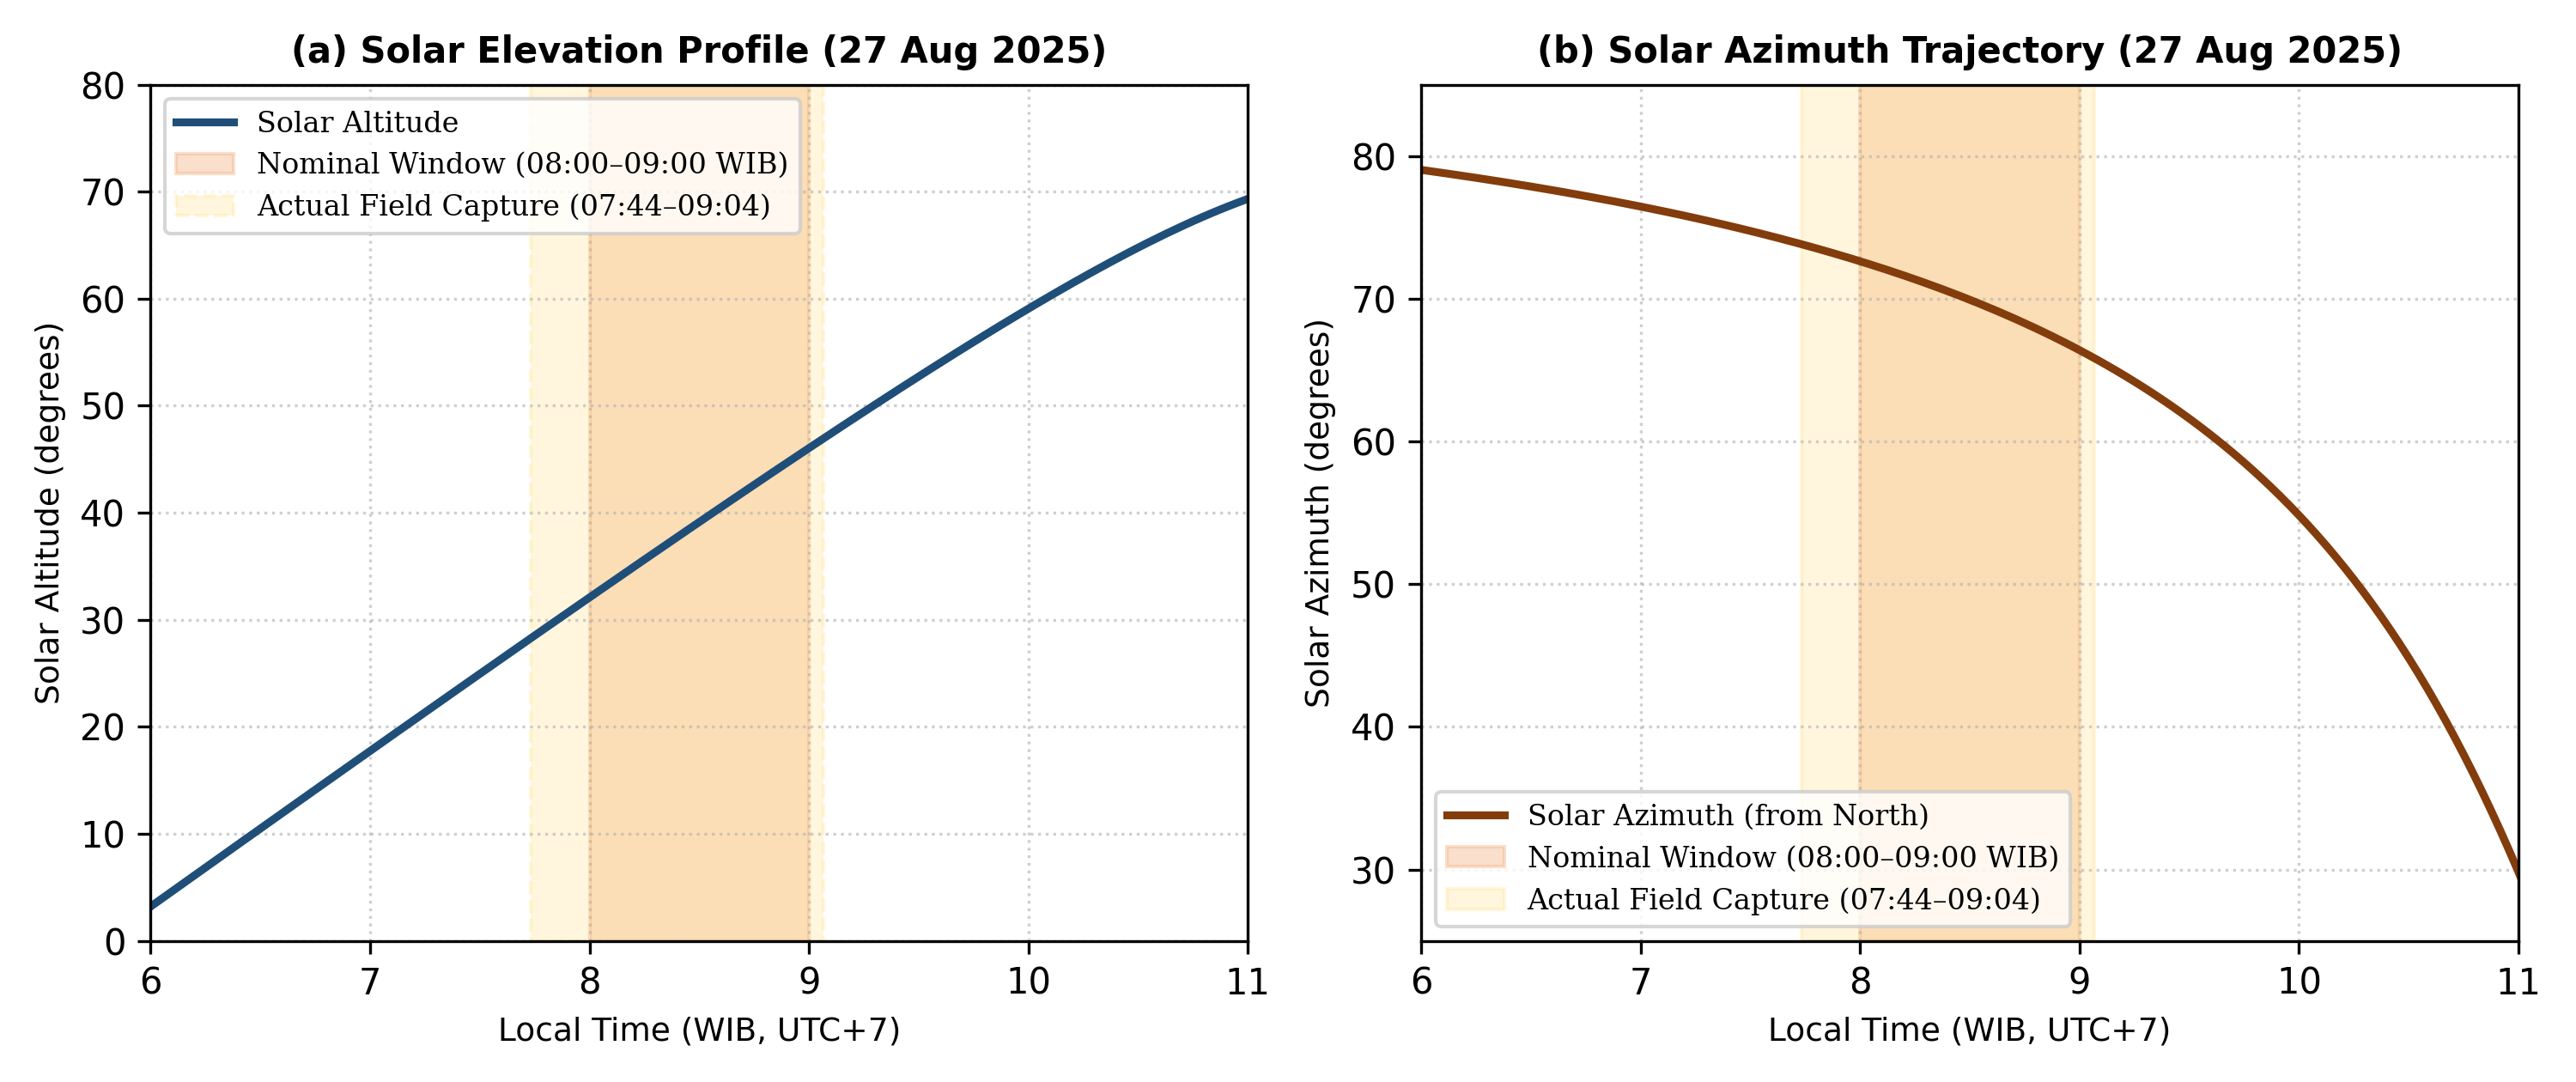 (a) Solar Elevation Profile (27 Aug 2025)
80
70
60
50
40
30
20
10
0
Solar Altitude (degrees)
Solar Altitude
Nominal Window (08:00–09:00 WIB)
Actual Field Capture (07:44–09:04)
6 7 8 9 10 11
Local Time (WIB, UTC+7)
(b) Solar Azimuth Trajectory (27 Aug 2025)
80
70
60
50
40
30
Solar Azimuth (degrees)
Solar Azimuth (from North)
Nominal Window (08:00–09:00 WIB)
Actual Field Capture (07:44–09:04)
6 7 8 9 10 11
Local Time (WIB, UTC+7)